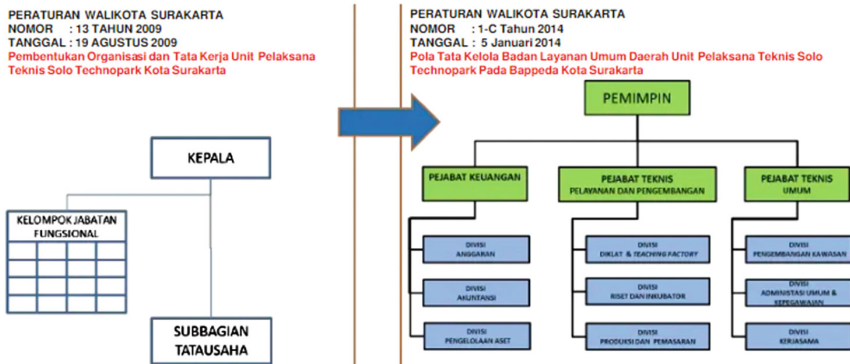 PERATURAN WALIKOTA SURAKARTA
NOMOR : 13 TAHUN 2009
TANGGAL : 19 AGUSTUS 2009
Pembentukan Organisasi dan Tata Kerja Unit Pelaksana
Teknis Solo Technopark Kota Surakarta
KEPALA
KELOMPOK JABATAN
FUNGSIONAL
SUBBAGIAN
TATAUSAHA
PERATURAN WALIKOTA SURAKARTA
NOMOR : 1-C Tahun 2014
TANGGAL : 5 Januari 2014
Pola Tata Kelola Badan Layanan Umum Daerah Unit Pelaksana Teknis Solo
Technopark Pada Bappeda Kota Surakarta
PEMIMPIN
PEJABAT KEUANGAN
DIVISI
ANGGARAN
DIVISI
AKUNTANSI
DIVISI
PENGELOLAAN ASET
PEJABAT TEKNIS
PELAYANAN DAN PENGEMBANGAN
DIVISI
DIKLAT & TEACHING FACTORY
DIVISI
RISET DAN INKUBATOR
DIVISI
PRODUKSI DAN PEMASARAN
PEJABAT TEKNIS
UMUM
DIVISI
PENGEMBANGAN KAWASAN
DIVISI
ADMINISTASI UMUM &
KEPEGAWAIAN
DIVISI
KERJASAMA